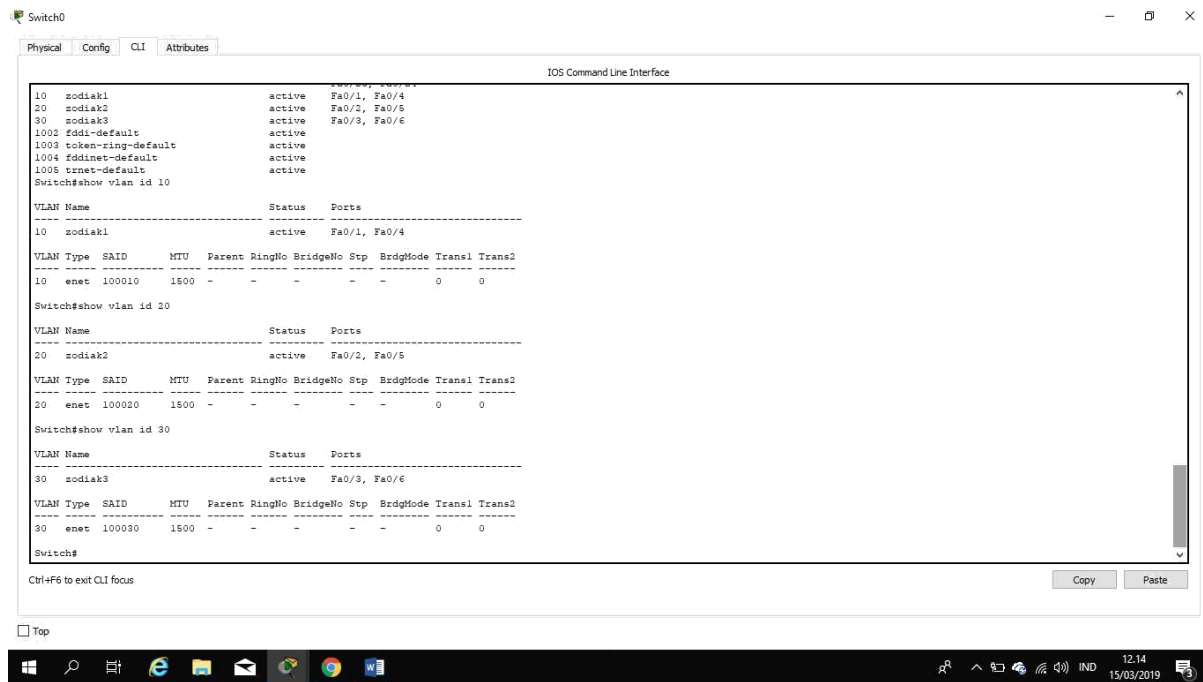 Switch0
Physical Config CLI Attributes
IOS Command Line Interface
10 zodiak1 active Fa0/1, Fa0/4
20 zodiak2 active Fa0/2, Fa0/5
30 zodiak3 active Fa0/3, Fa0/6
1002 fddi-default active
1003 token-ring-default active
1004 fddinet-default active
1005 trnet-default active
Switch#show vlan id 10
VLAN Name Status Ports
---- -------------------------------- --------- -------------------------------
10 zodiak1 active Fa0/1, Fa0/4
VLAN Type SAID MTU Parent RingNo BridgeNo Stp BrdgMode Trans1 Trans2
---- ----- ---------- ----- ------ ------ -------- ---- -------- ------ ------
10 enet 100010 1500 - - - - - 0 0
Switch#show vlan id 20
VLAN Name Status Ports
---- -------------------------------- --------- -------------------------------
20 zodiak2 active Fa0/2, Fa0/5
VLAN Type SAID MTU Parent RingNo BridgeNo Stp BrdgMode Trans1 Trans2
---- ----- ---------- ----- ------ ------ -------- ---- -------- ------ ------
20 enet 100020 1500 - - - - - 0 0
Switch#show vlan id 30
VLAN Name Status Ports
---- -------------------------------- --------- -------------------------------
30 zodiak3 active Fa0/3, Fa0/6
VLAN Type SAID MTU Parent RingNo BridgeNo Stp BrdgMode Trans1 Trans2
---- ----- ---------- ----- ------ ------ -------- ---- -------- ------ ------
30 enet 100030 1500 - - - - - 0 0
Switch#
Ctrl+F6 to exit CLI focus
Copy Paste
Top
IND
12.14
15/03/2019
3